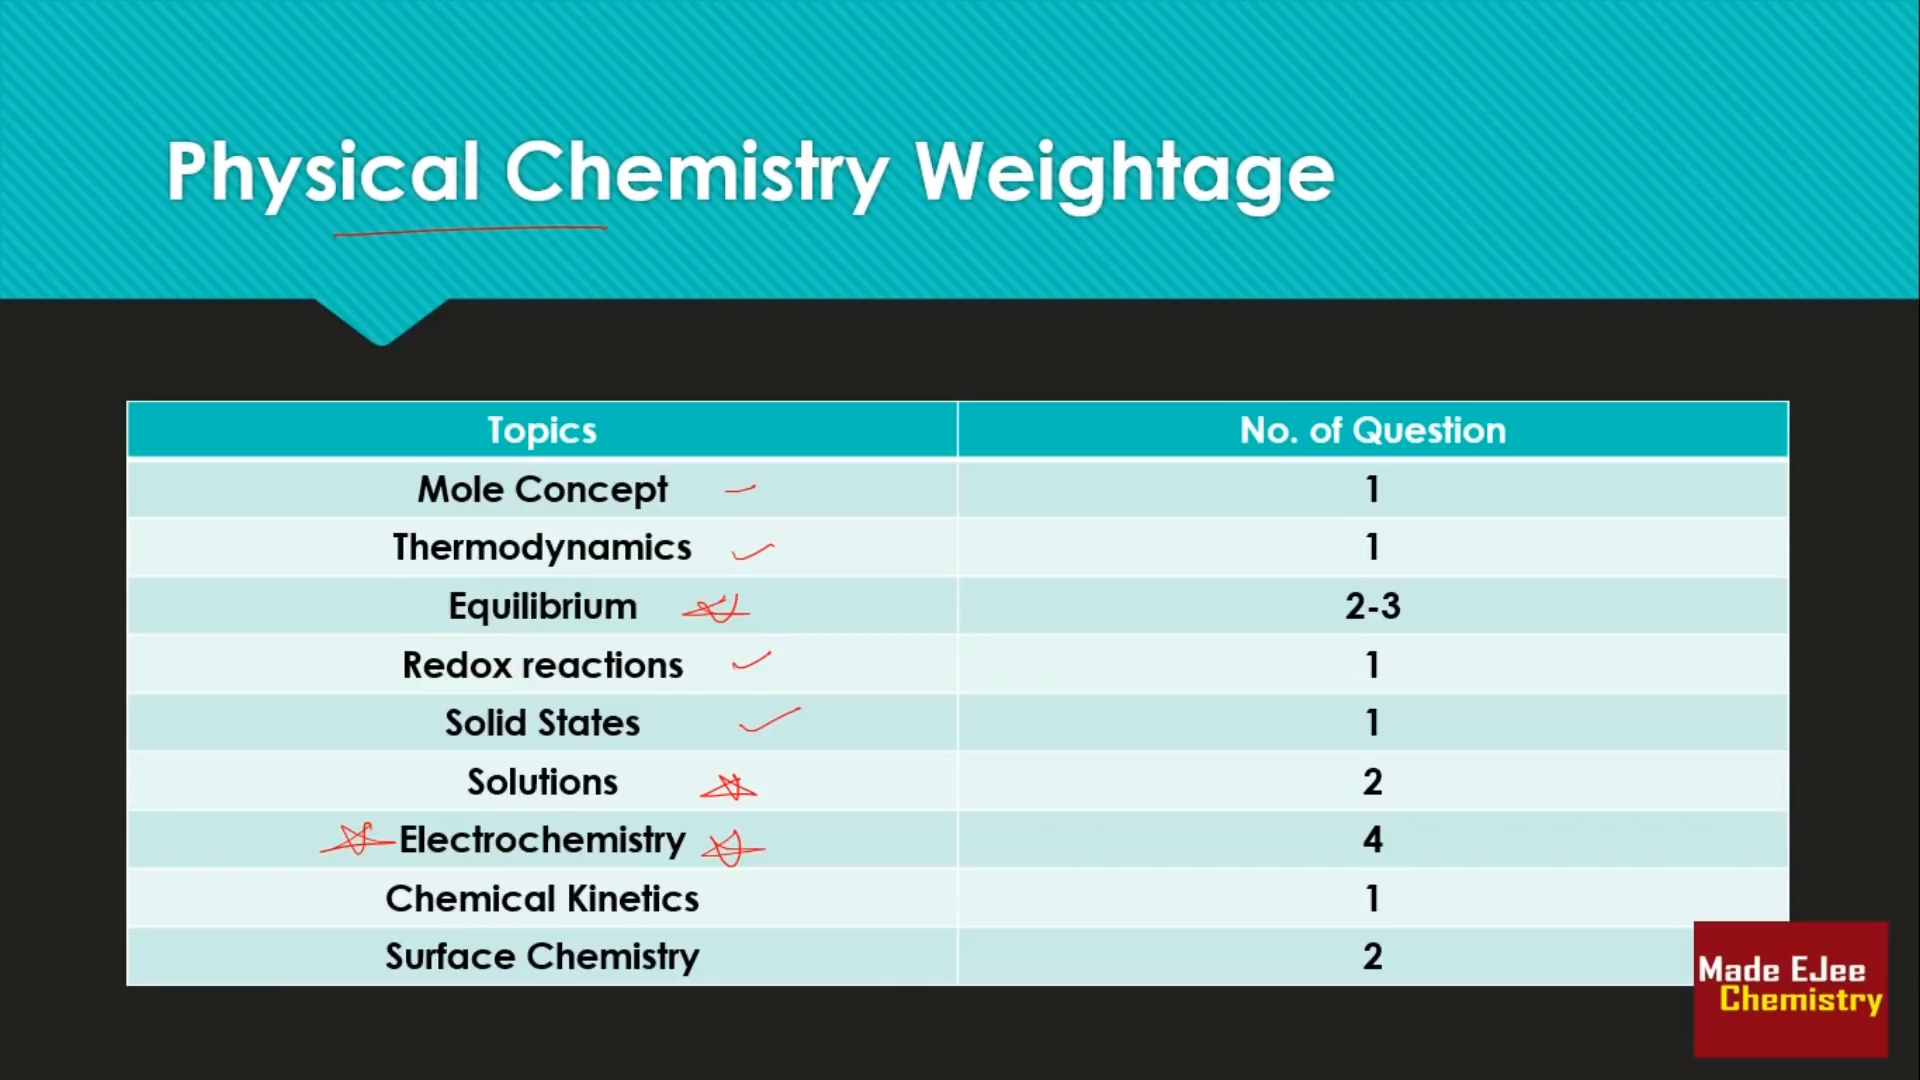 Physical Chemistry Weightage
Topics No. of Question
Mole Concept 1
Thermodynamics 1
Equilibrium 2-3
Redox reactions 1
Solid States 1
Solutions 2
Electrochemistry 4
Chemical Kinetics 1
Surface Chemistry 2
Made EJee
Chemistry